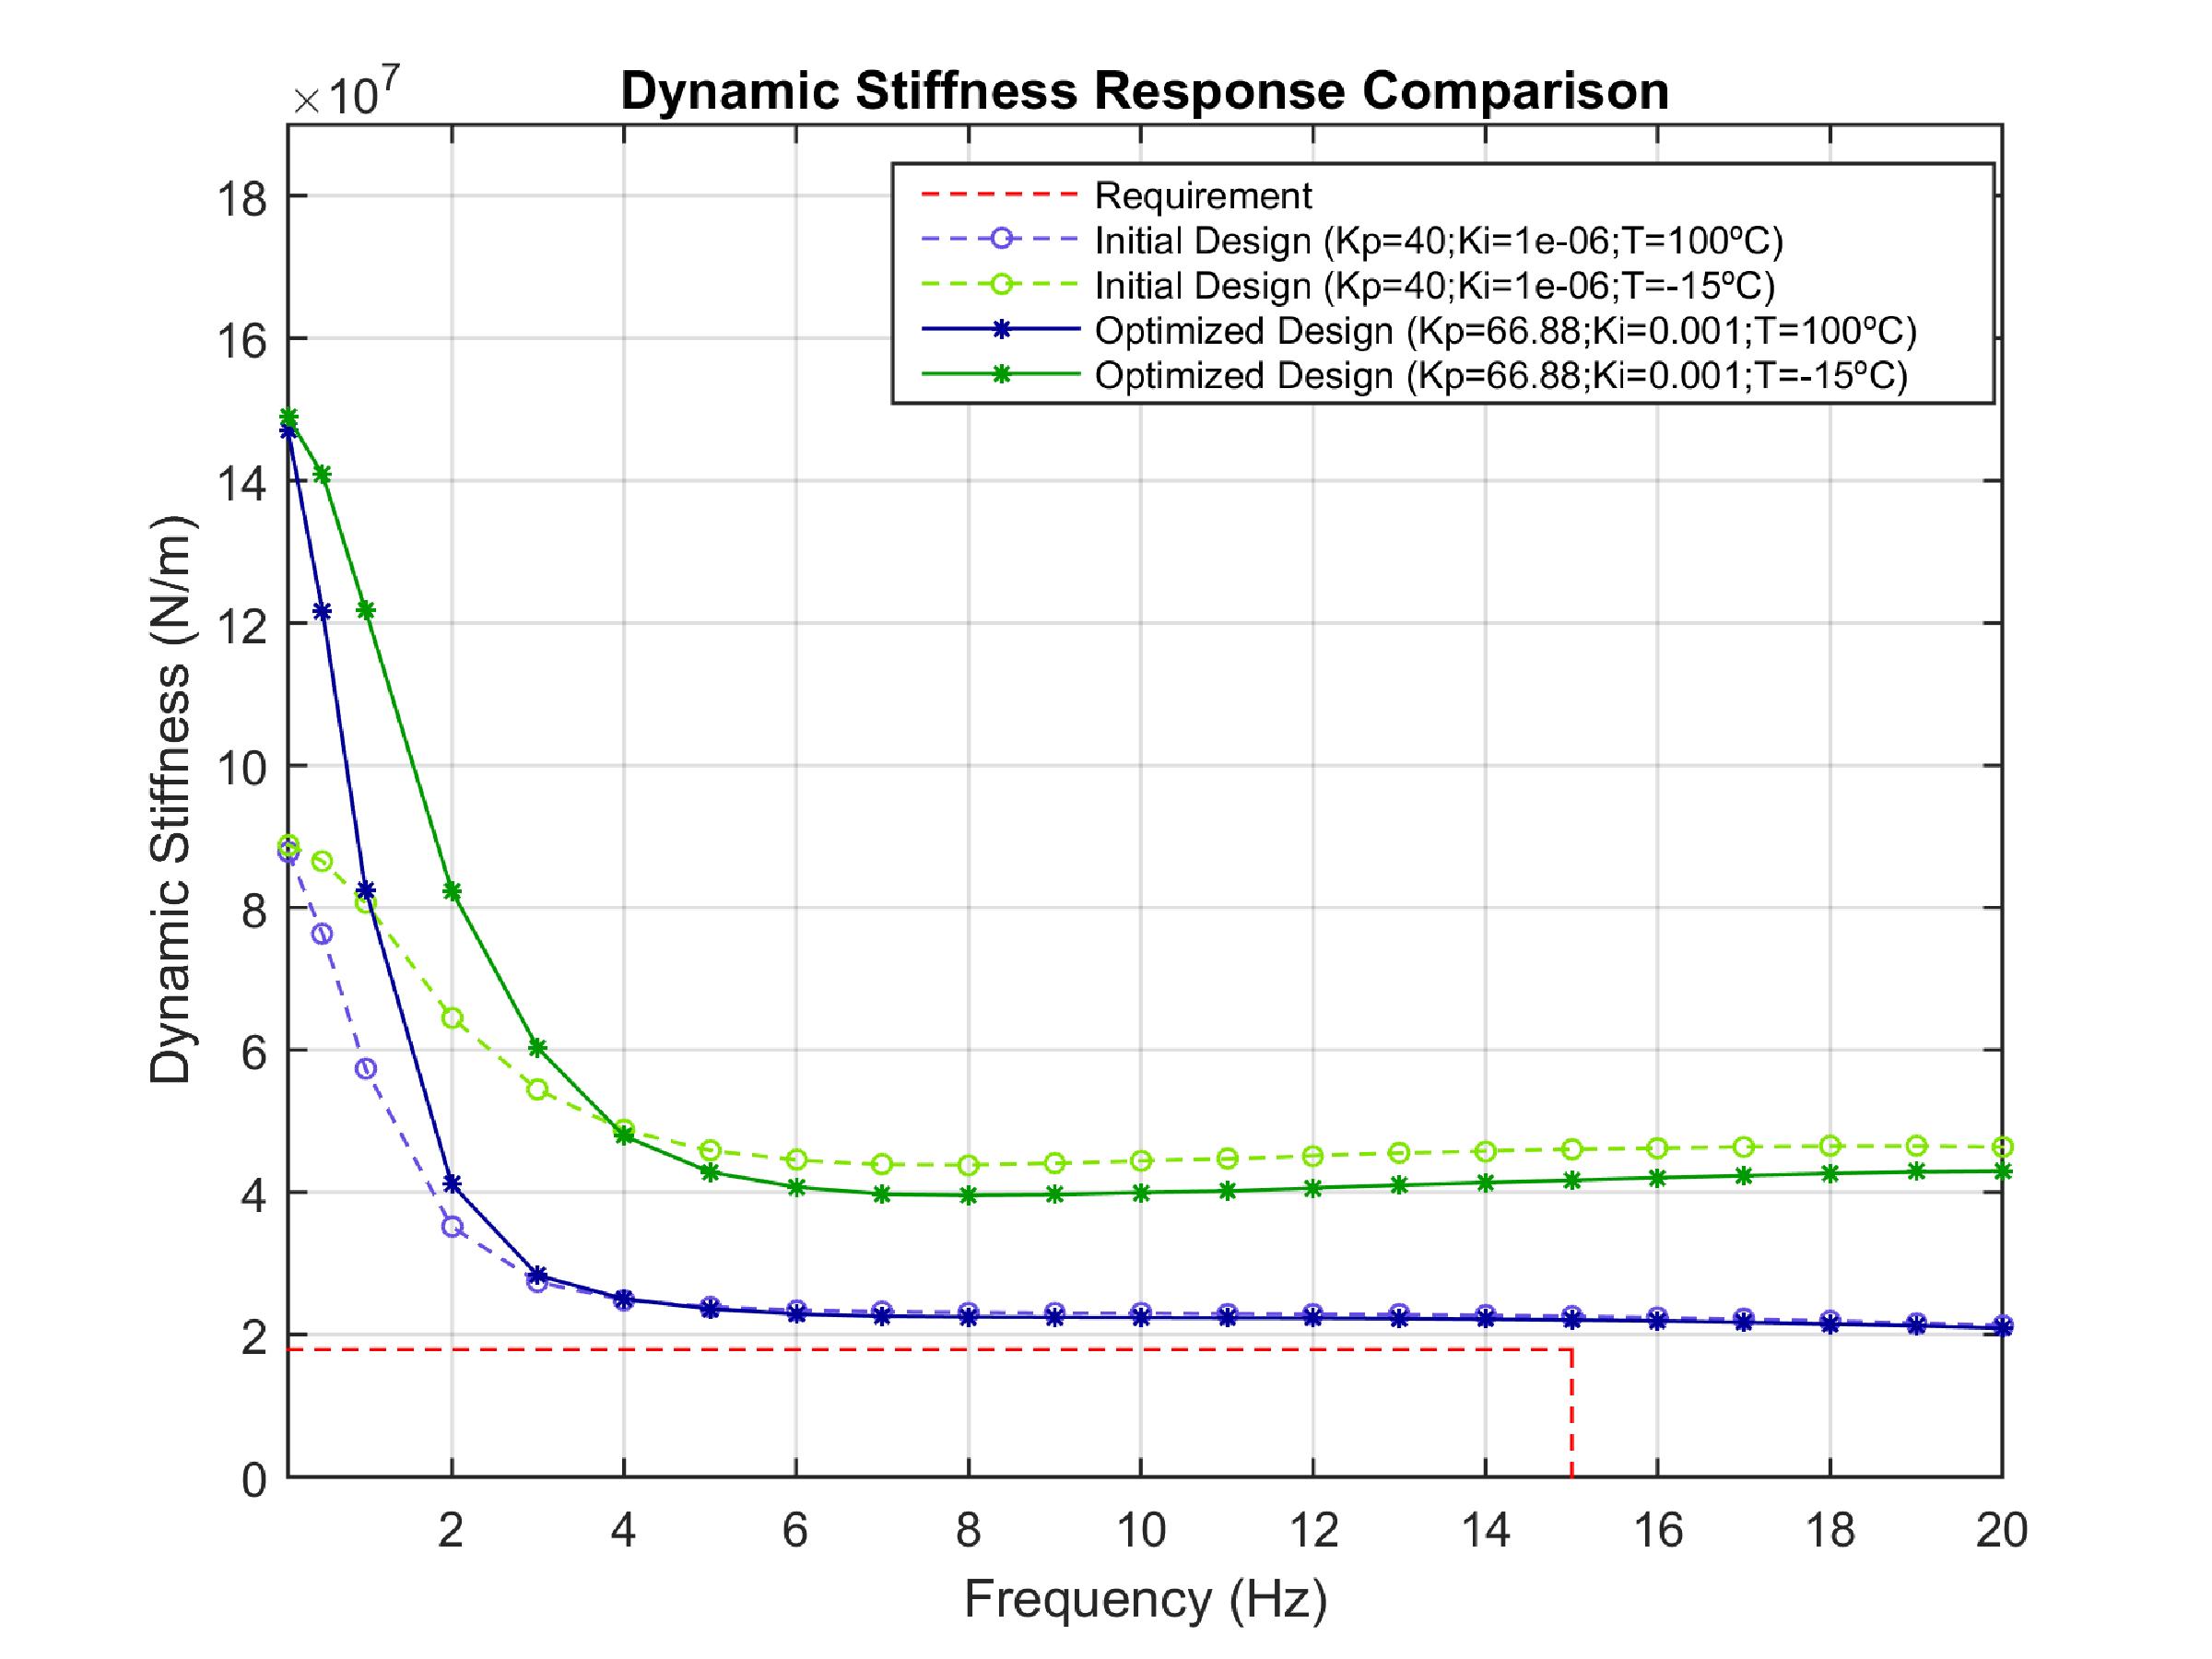 ×10⁷
Dynamic Stiffness Response Comparison
Requirement
Initial Design (Kp=40;Ki=1e-06;T=100ºC)
Initial Design (Kp=40;Ki=1e-06;T=-15ºC)
Optimized Design (Kp=66.88;Ki=0.001;T=100ºC)
Optimized Design (Kp=66.88;Ki=0.001;T=-15ºC)
18
16
14
12
10
8
6
4
2
0
Dynamic Stiffness (N/m)
2 4 6 8 10 12 14 16 18 20
Frequency (Hz)